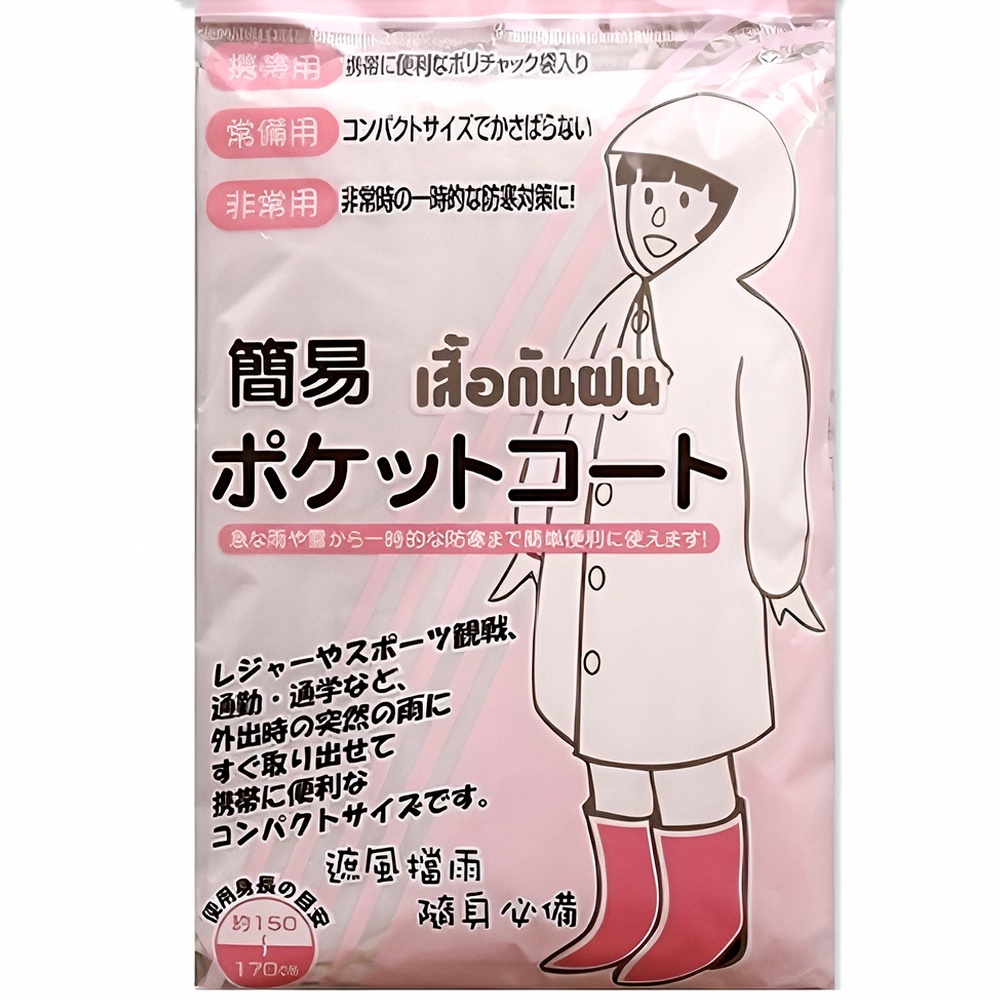 携帯用 携帯に便利なポリチャック袋入り
常備用 コンパクトサイズでかさばらない
非常用 非常時の一時的な防寒対策に!
簡易 เสื้อกันฝน
ポケットコート
急な雨や雪から一時的な防寒まで簡単便利に使えます!
レジャーやスポーツ観戦、
通勤・通学など、
外出時の突然の雨に
すぐ取り出せて
携帯に便利な
コンパクトサイズです。
遮風擋雨
隨身必備
使用身長の目安
約150
〜
170cm